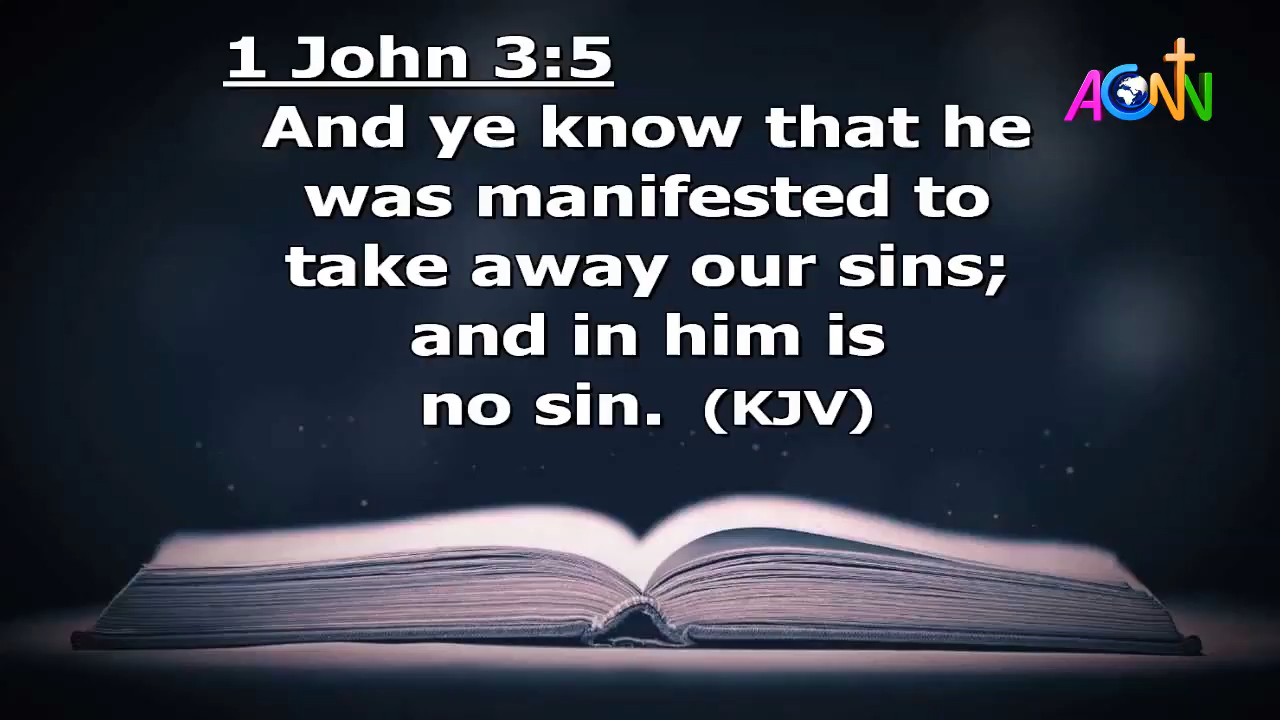 1 John 3:5
ACNN
And ye know that he
was manifested to
take away our sins;
and in him is
no sin. (KJV)